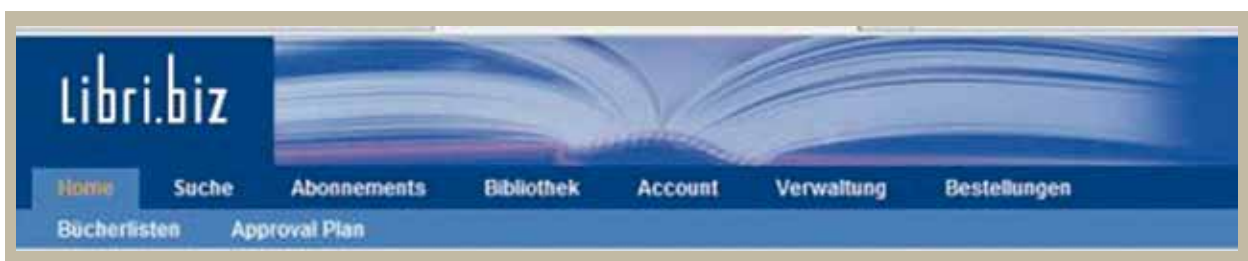 Libri.biz
Home Suche Abonnements Bibliothek Account Verwaltung Bestellungen
Bücherlisten Approval Plan